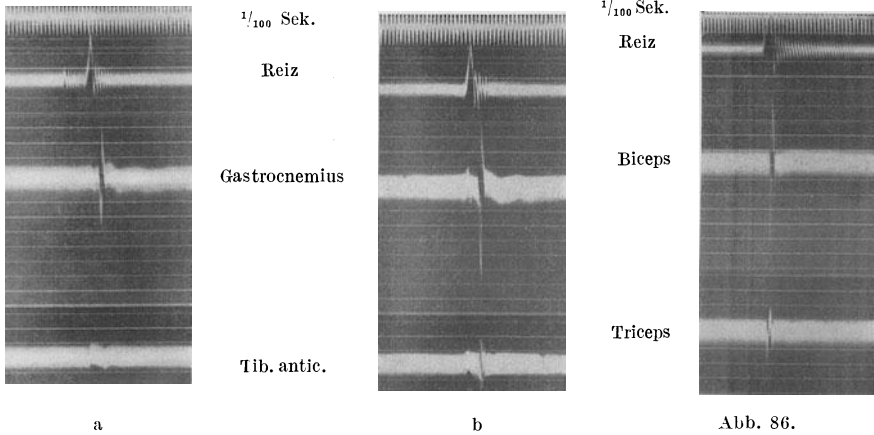 1/100 Sek.
Reiz
Gastrocnemius
Tib. antic.
a
b
1/100 Sek.
Reiz
Biceps
Triceps
Abb. 86.